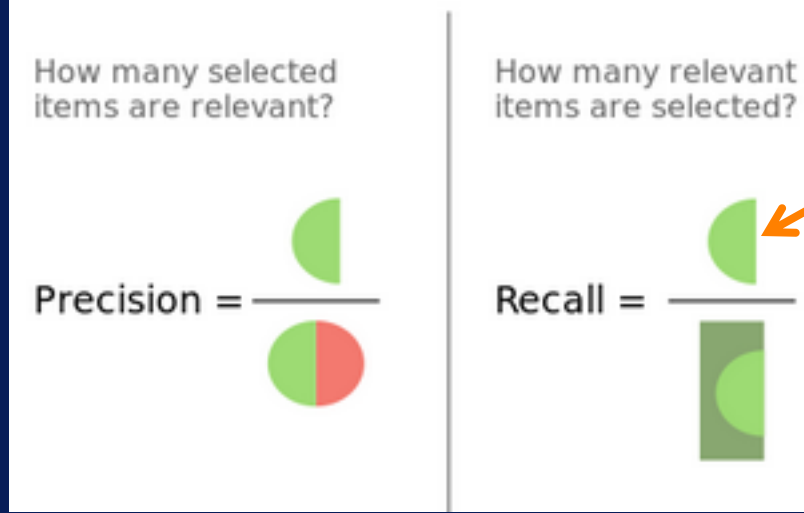 How many selected
items are relevant?
Precision =
How many relevant
items are selected?
Recall =